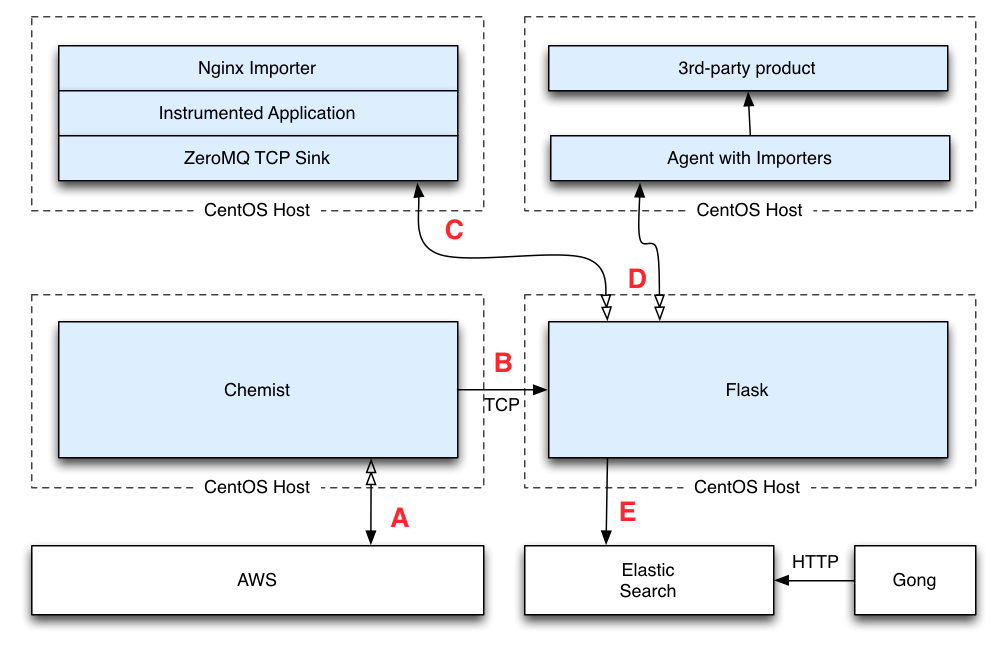 Nginx Importer
Instrumented Application
ZeroMQ TCP Sink
CentOS Host
3rd-party product
Agent with Importers
CentOS Host
C
D
Chemist
CentOS Host
B
TCP
Flask
CentOS Host
A
E
AWS
Elastic
Search
HTTP
Gong